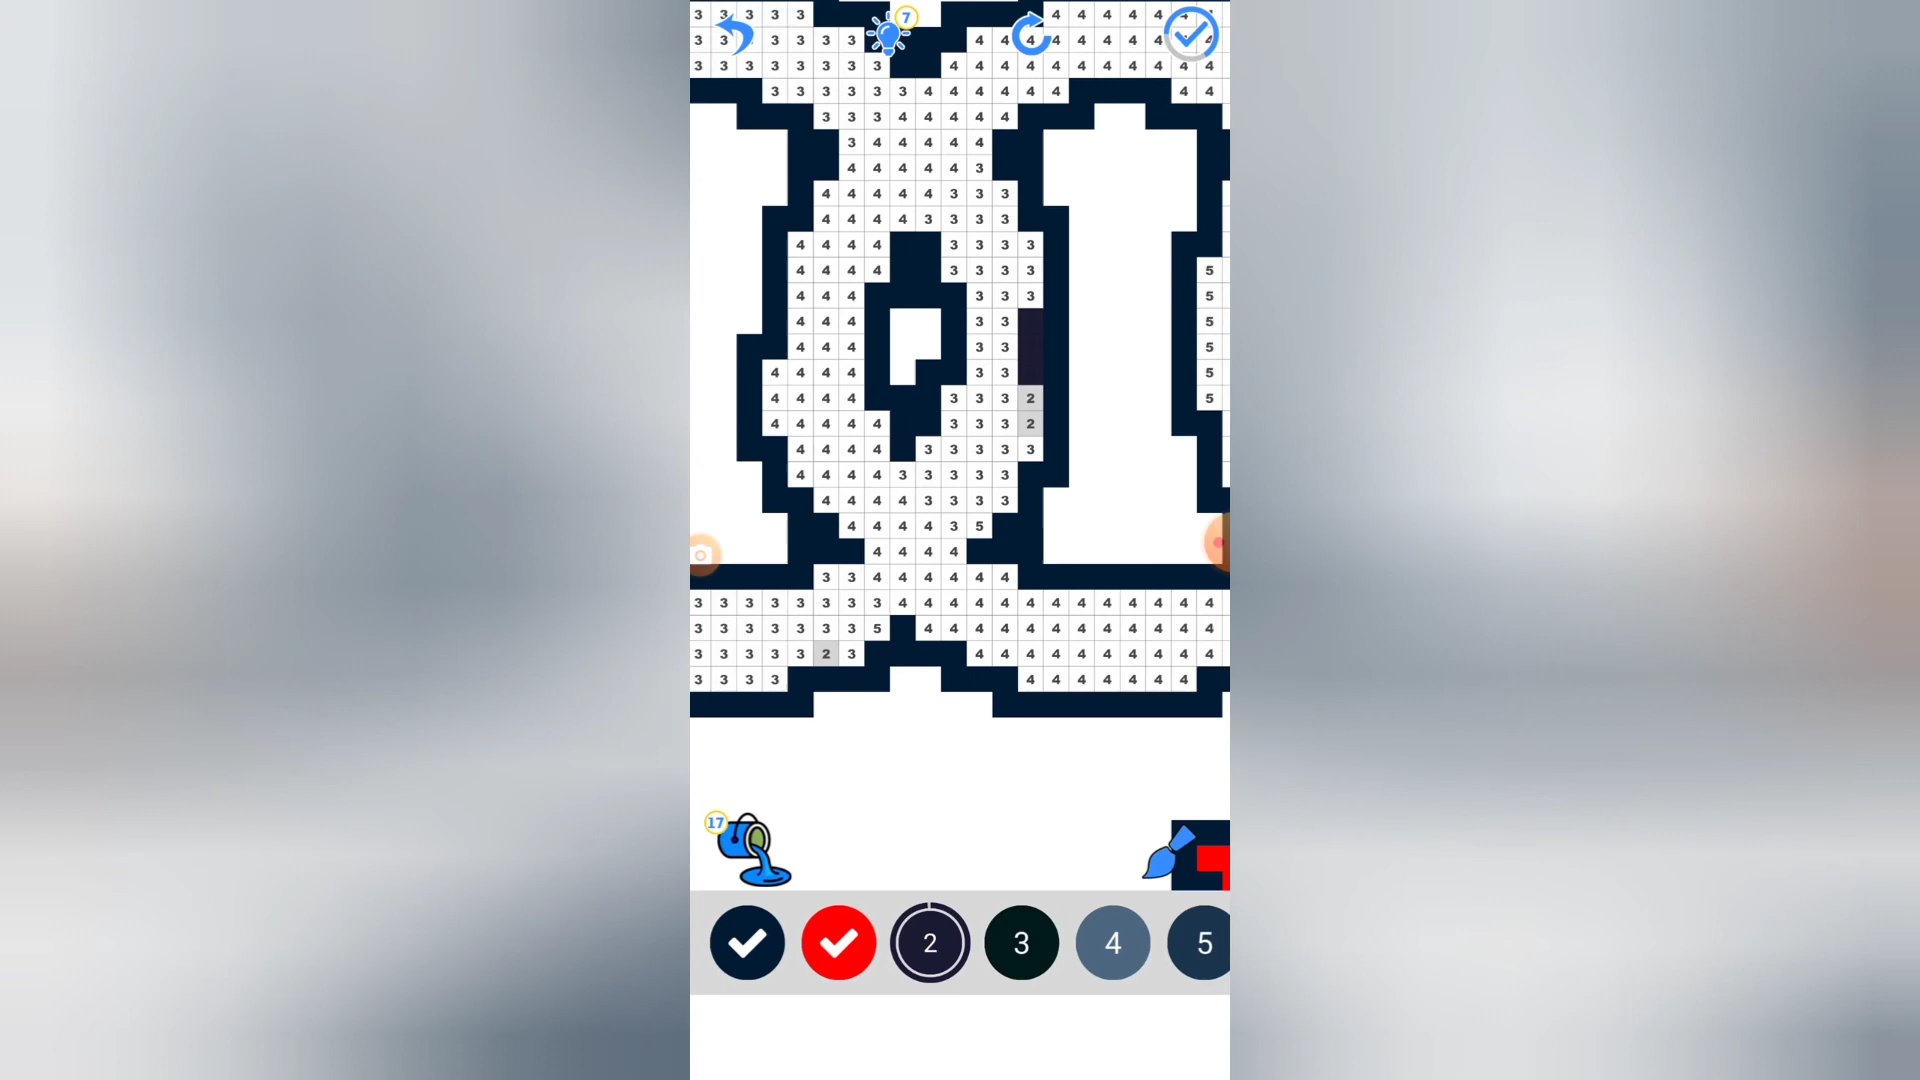 3 3 3 3 3 7 4 4 4 4 4 4
3 3 3 3 3 3 4 4 4 4 4 4 4 4 4
3 3 3 3 3 3 3 3 4 4 4 4 4 4 4 4 4 4 4
3 3 3 3 3 3 4 4 4 4 4 4 4 4
3 3 3 4 4 4 4 4
3 4 4 4 4 4
4 4 4 4 4 3
4 4 4 4 4 3 3 3
4 4 4 4 3 3 3 3
4 4 4 4 3 3 3 3
4 4 4 4 3 3 3 3 5
4 4 4 3 3 3 5
4 4 4 3 3 5
4 4 4 3 3 5
4 4 4 4 3 3 5
4 4 4 4 3 3 3 2 5
4 4 4 4 4 3 3 3 2
4 4 4 4 3 3 3 3 3
4 4 4 4 3 3 3 3 3
4 4 4 4 3 3 3 3
4 4 4 4 3 5
4 4 4 4
3 3 4 4 4 4 4 4
3 3 3 3 3 3 3 3 4 4 4 4 4 4 4 4 4 4 4 4 4
3 3 3 3 3 3 3 5 4 4 4 4 4 4 4 4 4 4 4 4
3 3 3 3 3 2 3 4 4 4 4 4 4 4 4 4 4
3 3 3 3 4 4 4 4 4 4 4
17
2 3 4 5